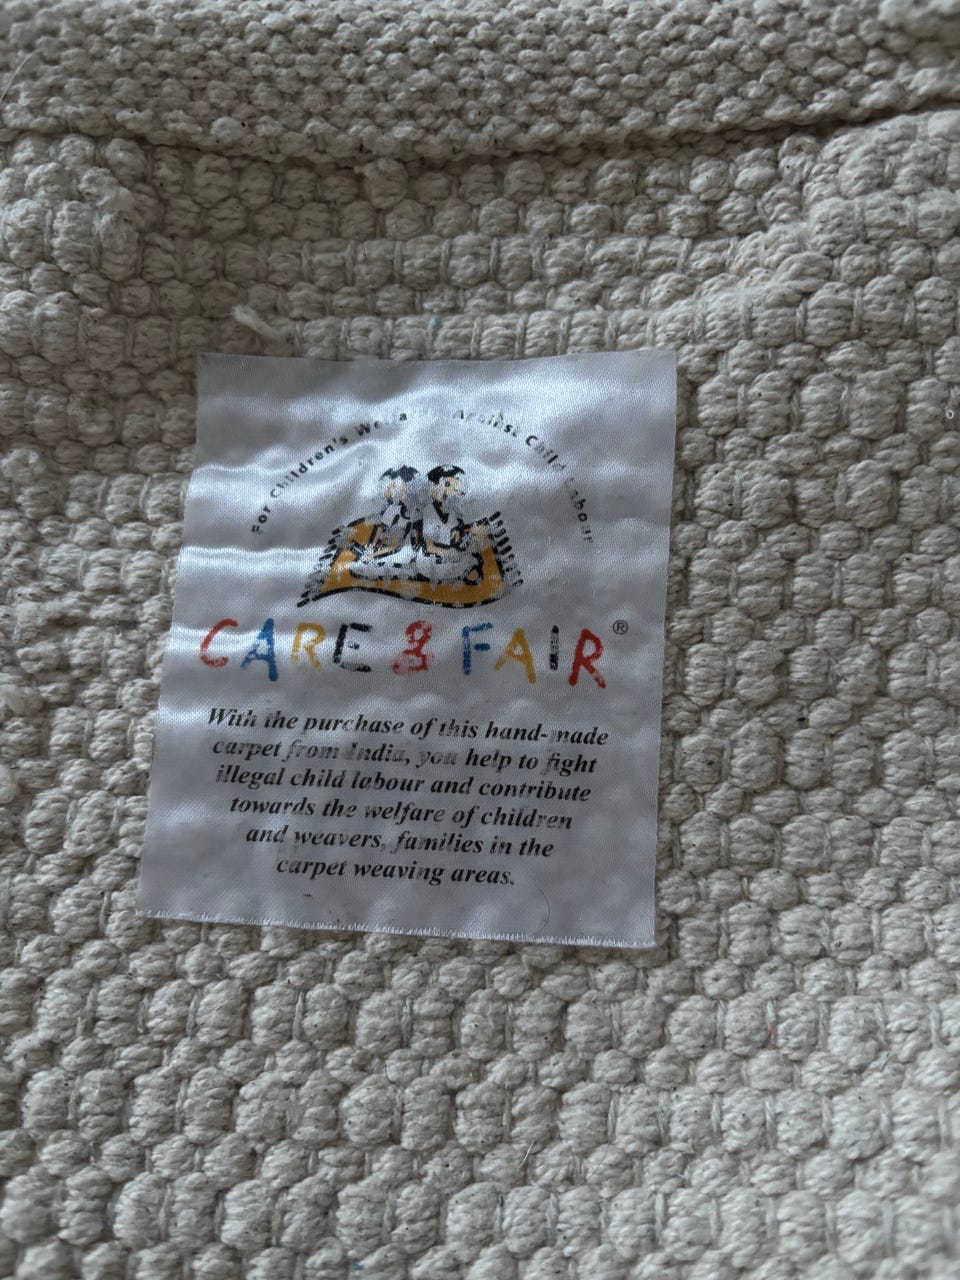 For Children's Against Child Labour
CARE & FAIR®
With the purchase of this hand-made
carpet from India, you help to fight
illegal child labour and contribute
towards the welfare of children
and weavers, families in the
carpet weaving areas.